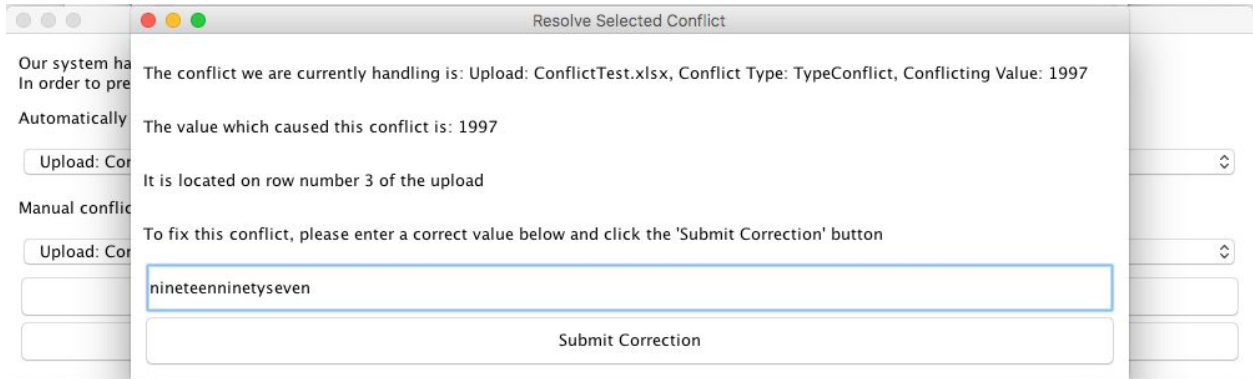 Resolve Selected Conflict
Our system ha
In order to pre
The conflict we are currently handling is: Upload: ConflictTest.xlsx, Conflict Type: TypeConflict, Conflicting Value: 1997
Automatically
The value which caused this conflict is: 1997
Upload: Cor
It is located on row number 3 of the upload
Manual conflic
To fix this conflict, please enter a correct value below and click the 'Submit Correction' button
Upload: Cor
nineteenninetyseven
Submit Correction